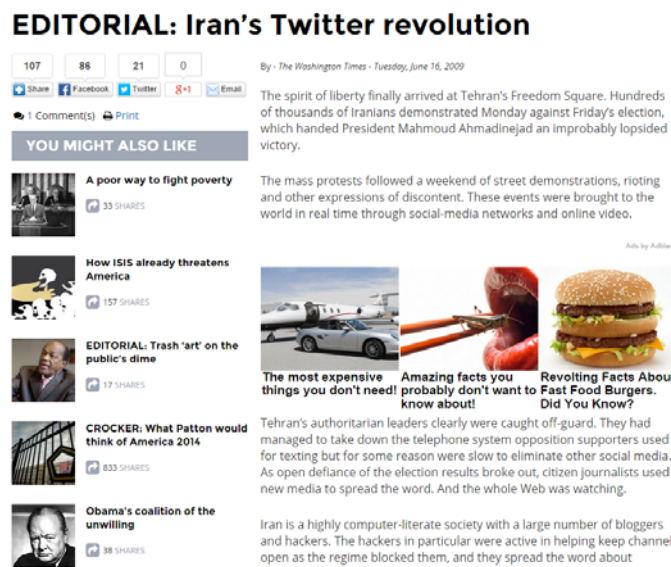 EDITORIAL: Iran's Twitter revolution
107 86 21 0
Share Facebook Twitter g+1 Email
1 Comment(s) Print
YOU MIGHT ALSO LIKE
A poor way to fight poverty
33 SHARES
How ISIS already threatens
America
157 SHARES
EDITORIAL: Trash 'art' on the
public's dime
17 SHARES
CROCKER: What Patton would
think of America 2014
833 SHARES
Obama's coalition of the
unwilling
38 SHARES
By - The Washington Times - Tuesday, June 16, 2009
The spirit of liberty finally arrived at Tehran's Freedom Square. Hundreds
of thousands of Iranians demonstrated Monday against Friday's election,
which handed President Mahmoud Ahmadinejad an improbably lopsided
victory.
The mass protests followed a weekend of street demonstrations, rioting
and other expressions of discontent. These events were brought to the
world in real time through social-media networks and online video.
Ads by Adbla
The most expensive
things you don't need!
Amazing facts you
probably don't want to
know about!
Revolting Facts Abou
Fast Food Burgers.
Did You Know?
Tehran's authoritarian leaders clearly were caught off-guard. They had
managed to take down the telephone system opposition supporters used
for texting but for some reason were slow to eliminate other social media.
As open defiance of the election results broke out, citizen journalists used
new media to spread the word. And the whole Web was watching.
Iran is a highly computer-literate society with a large number of bloggers
and hackers. The hackers in particular were active in helping keep channel
open as the regime blocked them, and they spread the word about